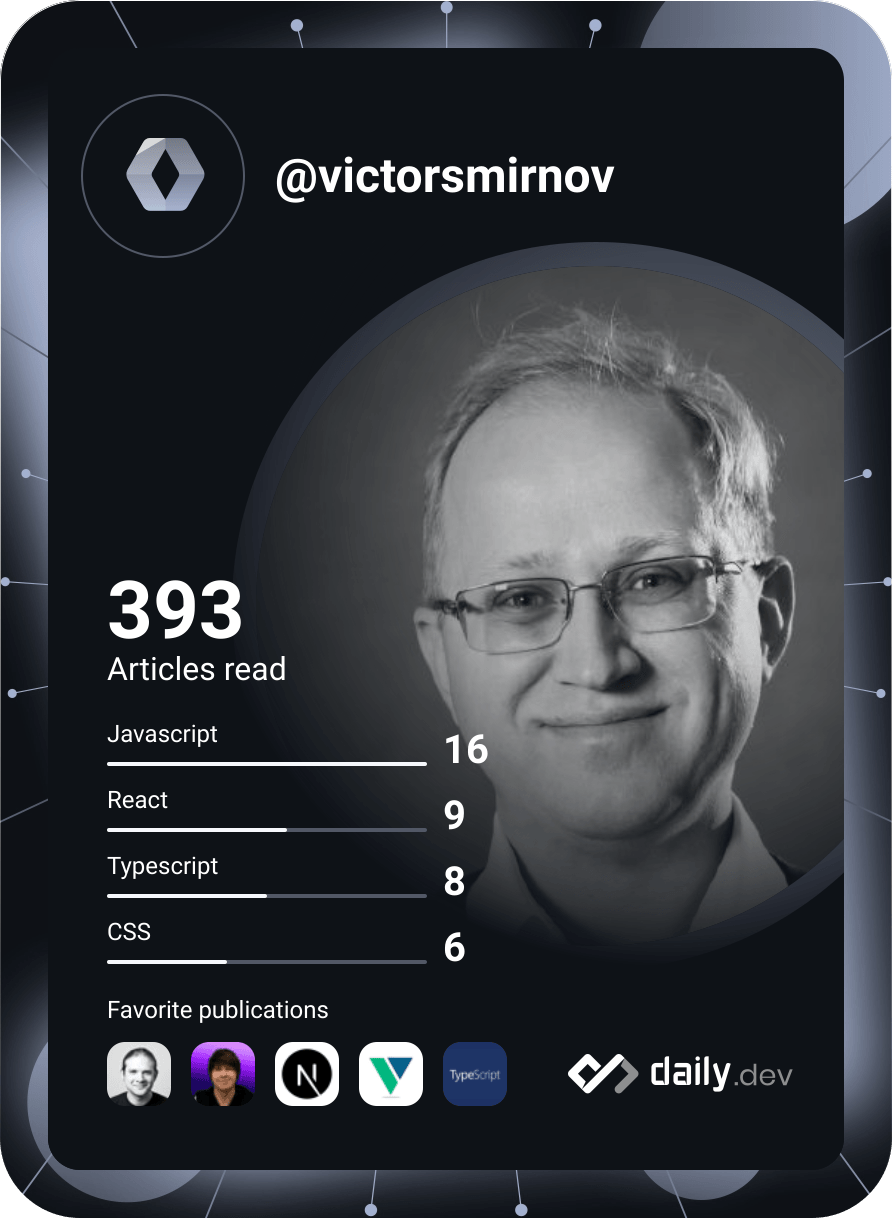 @victorsmirnov
393
Articles read
Javascript
16
React
9
Typescript
8
CSS
6
Favorite publications
N
TypeScript
daily.dev